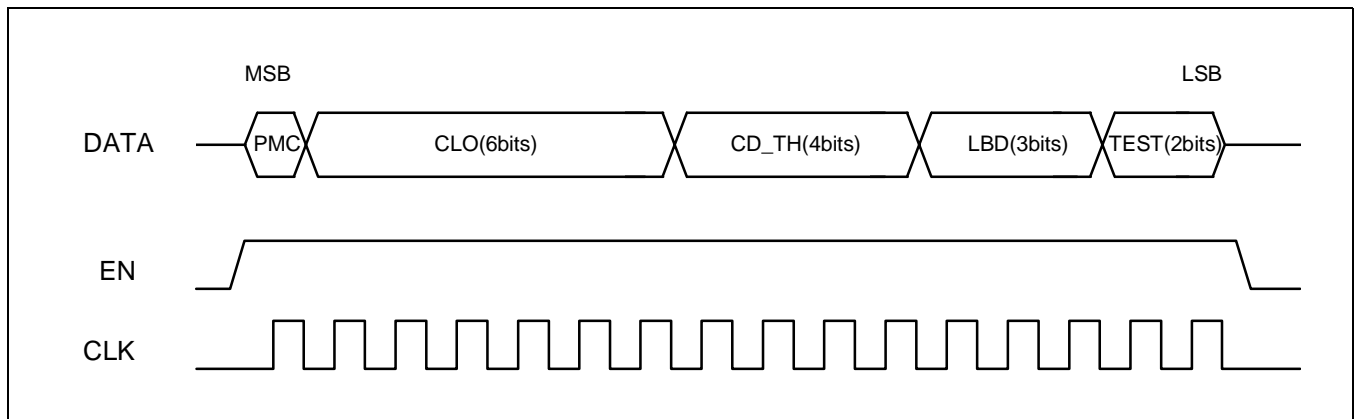 MSB LSB
DATA PMC CLO(6bits) CD_TH(4bits) LBD(3bits) TEST(2bits)
EN
CLK